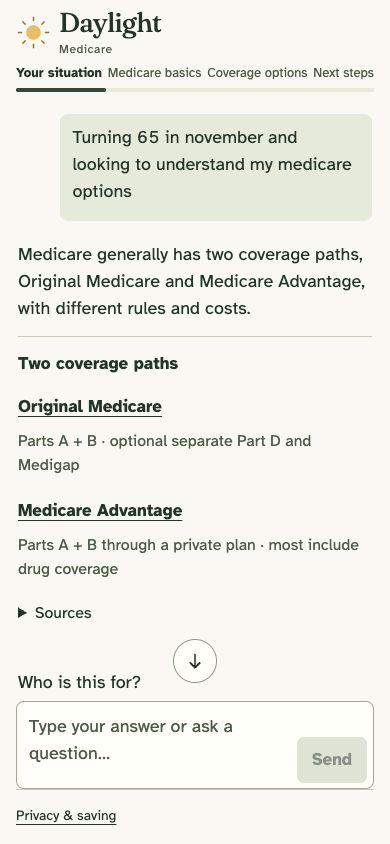 Daylight
Medicare
Your situation Medicare basics Coverage options Next steps
Turning 65 in november and
looking to understand my medicare
options
Medicare generally has two coverage paths,
Original Medicare and Medicare Advantage,
with different rules and costs.
Two coverage paths
Original Medicare
Parts A + B · optional separate Part D and
Medigap
Medicare Advantage
Parts A + B through a private plan · most include
drug coverage
Sources
Who is this for?
Type your answer or ask a
question...
Send
Privacy & saving